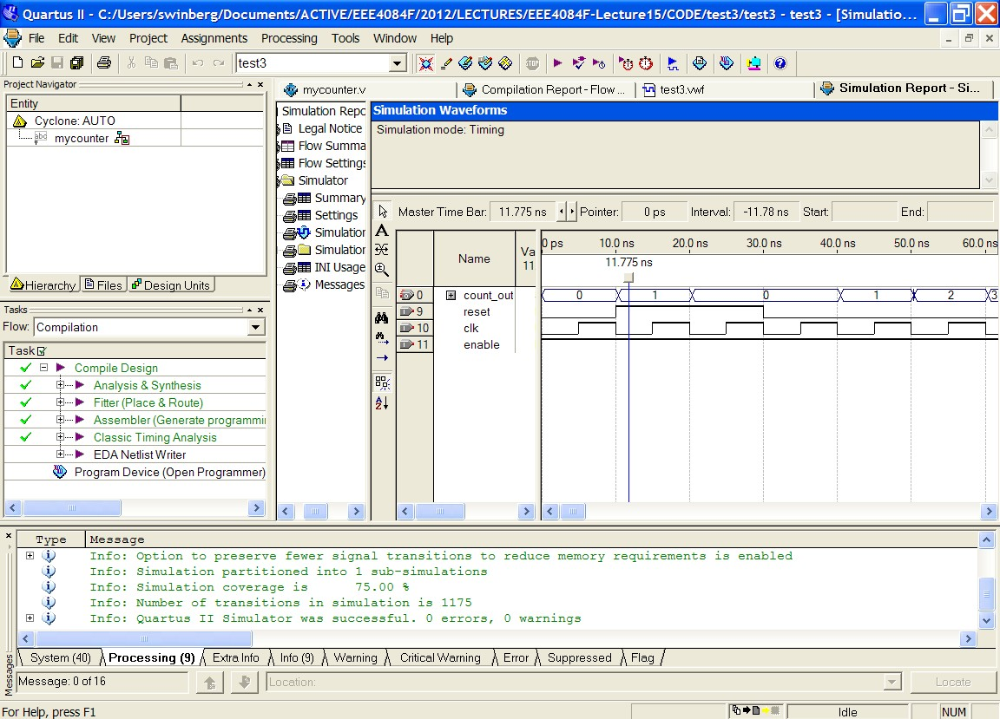 Quartus II - C:/Users/swinberg/Documents/ACTIVE/EEE4084F/2012/LECTURES/EEE4084F-Lecture15/CODE/test3/test3 - test3 - [Simulatio...
File Edit View Project Assignments Processing Tools Window Help
test3
Project Navigator
Entity
Cyclone: AUTO
abc mycounter
Hierarchy Files Design Units
Tasks
Flow: Compilation
Task
Compile Design
Analysis & Synthesis
Fitter (Place & Route)
Assembler (Generate programmi
Classic Timing Analysis
EDA Netlist Writer
Program Device (Open Programmer)
mycounter.v Compilation Report - Flow ... test3.vwf Simulation Report - Si...
Simulation Repo
Legal Notice
Flow Summa
Flow Settings
Simulator
Summary
Settings
Simulation
Simulation
INI Usage
Messages
Simulation Waveforms
Simulation mode: Timing
Master Time Bar: 11.775 ns Pointer: 0 ps Interval: -11.78 ns Start: End:
Name Va 11
0 ps 10.0 ns 20.0 ns 30.0 ns 40.0 ns 50.0 ns 60.0 ns
11.775 ns
0 count_out 0 1 0 1 2 3
9 reset
10 clk
11 enable
Type Message
Info: Option to preserve fewer signal transitions to reduce memory requirements is enabled
Info: Simulation partitioned into 1 sub-simulations
Info: Simulation coverage is 75.00 %
Info: Number of transitions in simulation is 1175
Info: Quartus II Simulator was successful. 0 errors, 0 warnings
System (40) Processing (9) Extra Info Info (9) Warning Critical Warning Error Suppressed Flag
Messages
Message: 0 of 16 Location: Locate
For Help, press F1 Idle NUM